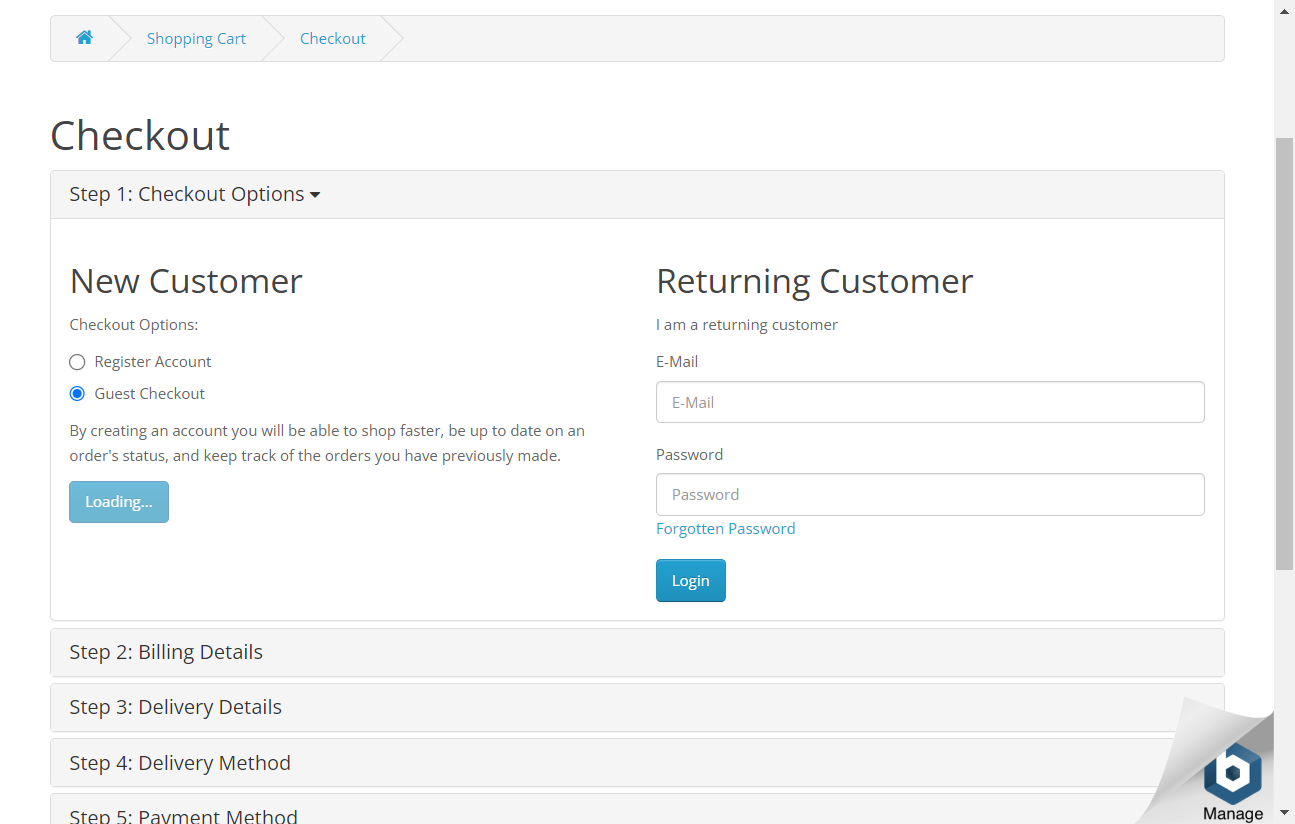 Shopping Cart
Checkout
Checkout
Step 1: Checkout Options
New Customer
Checkout Options:
Register Account
Guest Checkout
By creating an account you will be able to shop faster, be up to date on an
order's status, and keep track of the orders you have previously made.
Loading...
Returning Customer
I am a returning customer
E-Mail
E-Mail
Password
Password
Forgotten Password
Login
Step 2: Billing Details
Step 3: Delivery Details
Step 4: Delivery Method
Step 5: Payment Method
Manage